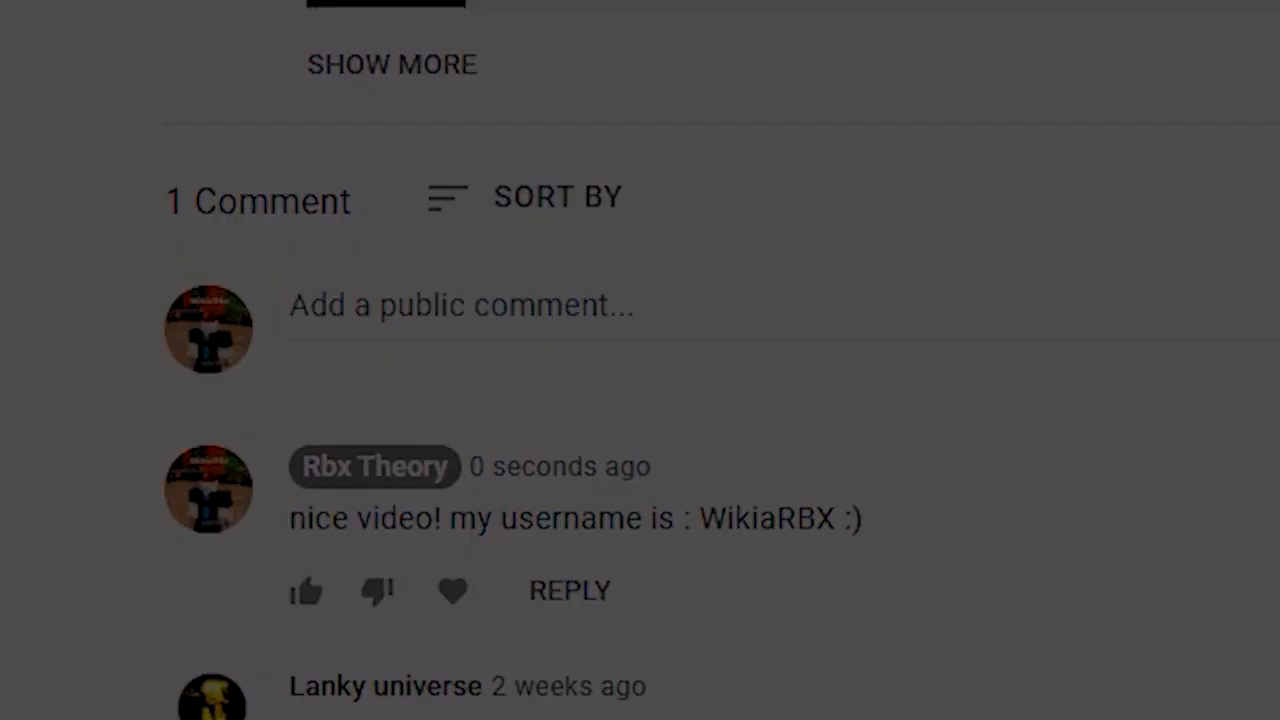 SHOW MORE
1 Comment
SORT BY
Add a public comment...
Rbx Theory 0 seconds ago
nice video! my username is : WikiaRBX :)
REPLY
Lanky universe 2 weeks ago